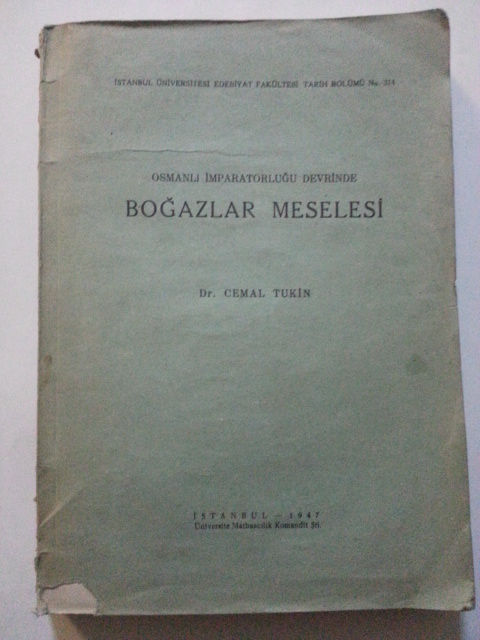 İSTANBUL ÜNİVERSİTESİ EDEBİYAT FAKÜLTESİ TARİH BÖLÜMÜ No. 314
OSMANLI İMPARATORLUĞU DEVRİNDE
BOĞAZLAR MESELESİ
Dr. CEMAL TUKİN
İSTANBUL — 1947
Üniversite Matbaacılık Komandit Şti.